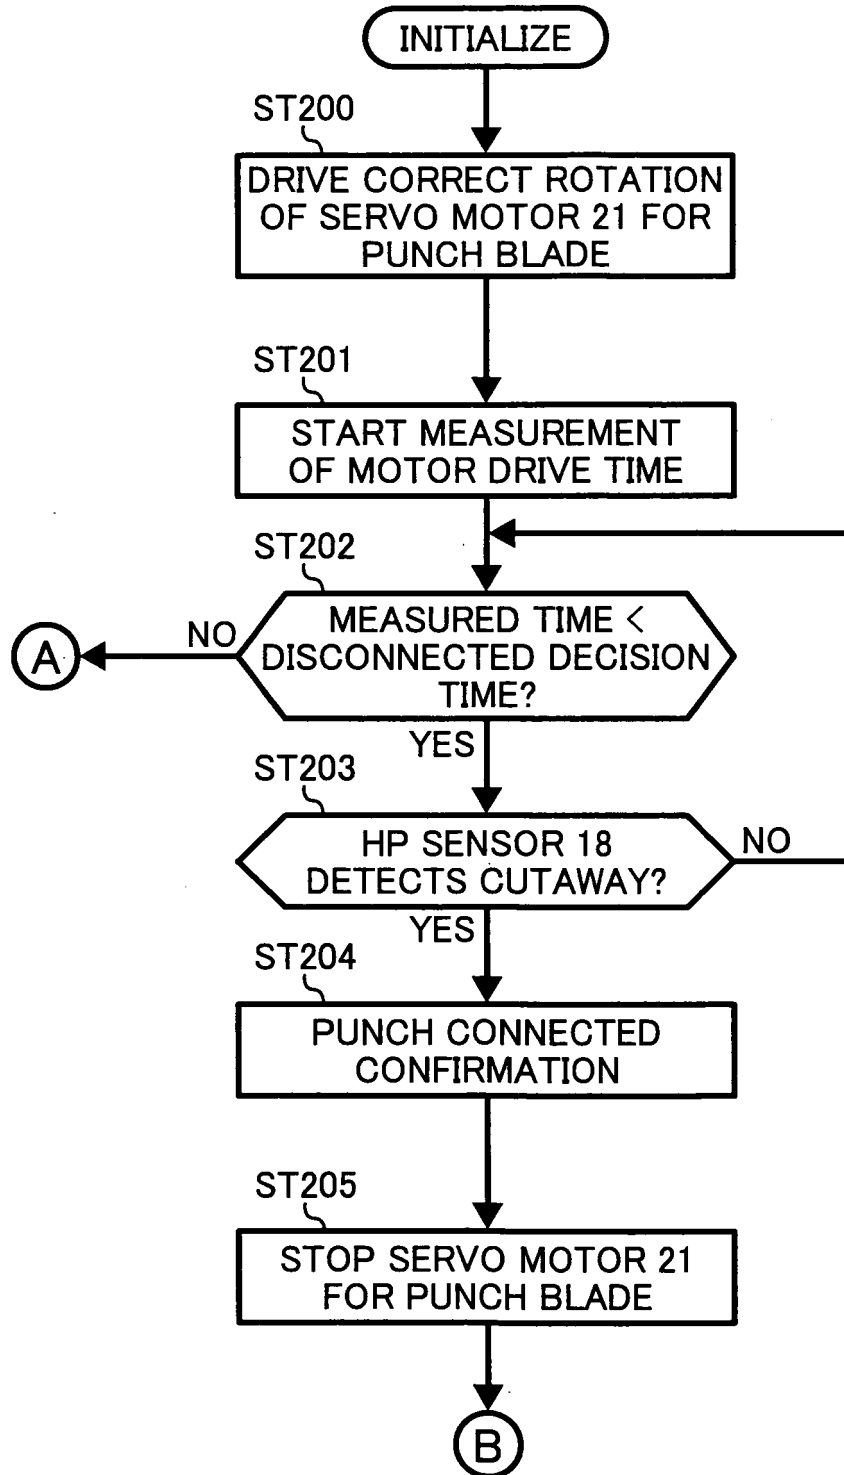 INITIALIZE
ST200
DRIVE CORRECT ROTATION
OF SERVO MOTOR 21 FOR
PUNCH BLADE
ST201
START MEASUREMENT
OF MOTOR DRIVE TIME
ST202
MEASURED TIME <
DISCONNECTED DECISION
TIME?
NO
A
YES
ST203
HP SENSOR 18
DETECTS CUTAWAY?
NO
YES
ST204
PUNCH CONNECTED
CONFIRMATION
ST205
STOP SERVO MOTOR 21
FOR PUNCH BLADE
B